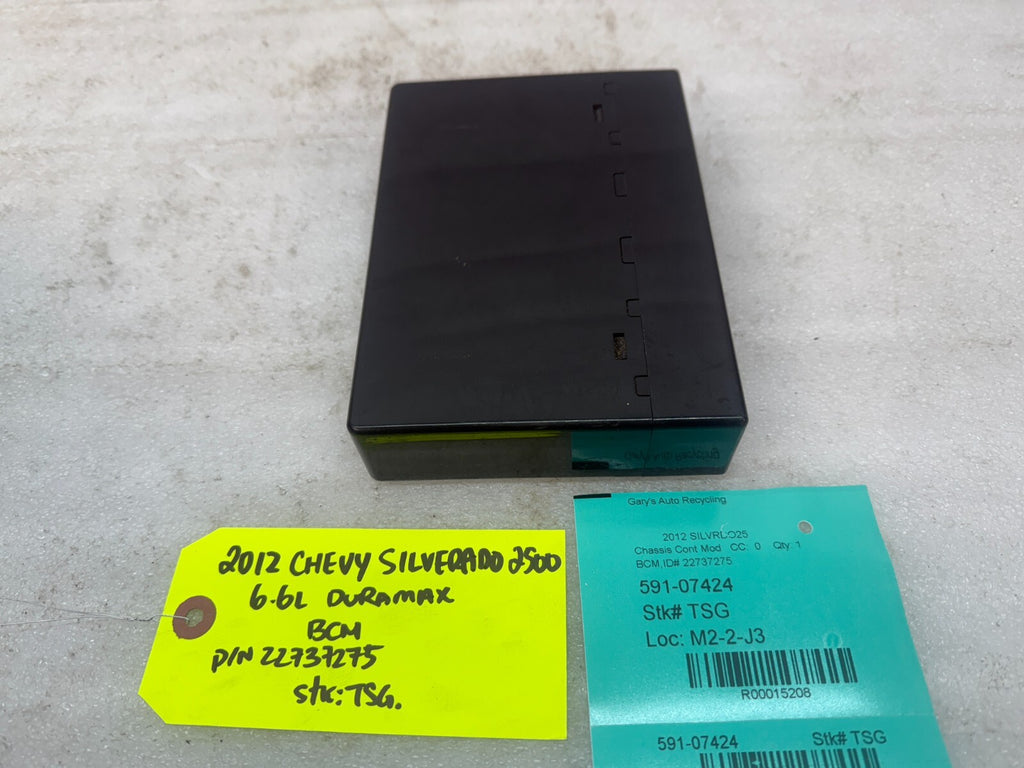 2012 CHEVY SILVERADO 2500
6.6L DURAMAX
BCM
P/N 22737275
stk: TSG.
Gary's Auto Recycling
2012 SILVRDO25
Chassis Cont Mod CC: 0 Qty: 1
BCM,ID# 22737275
591-07424
Stk# TSG
Loc: M2-2-J3
R00015208
591-07424 Stk# TSG